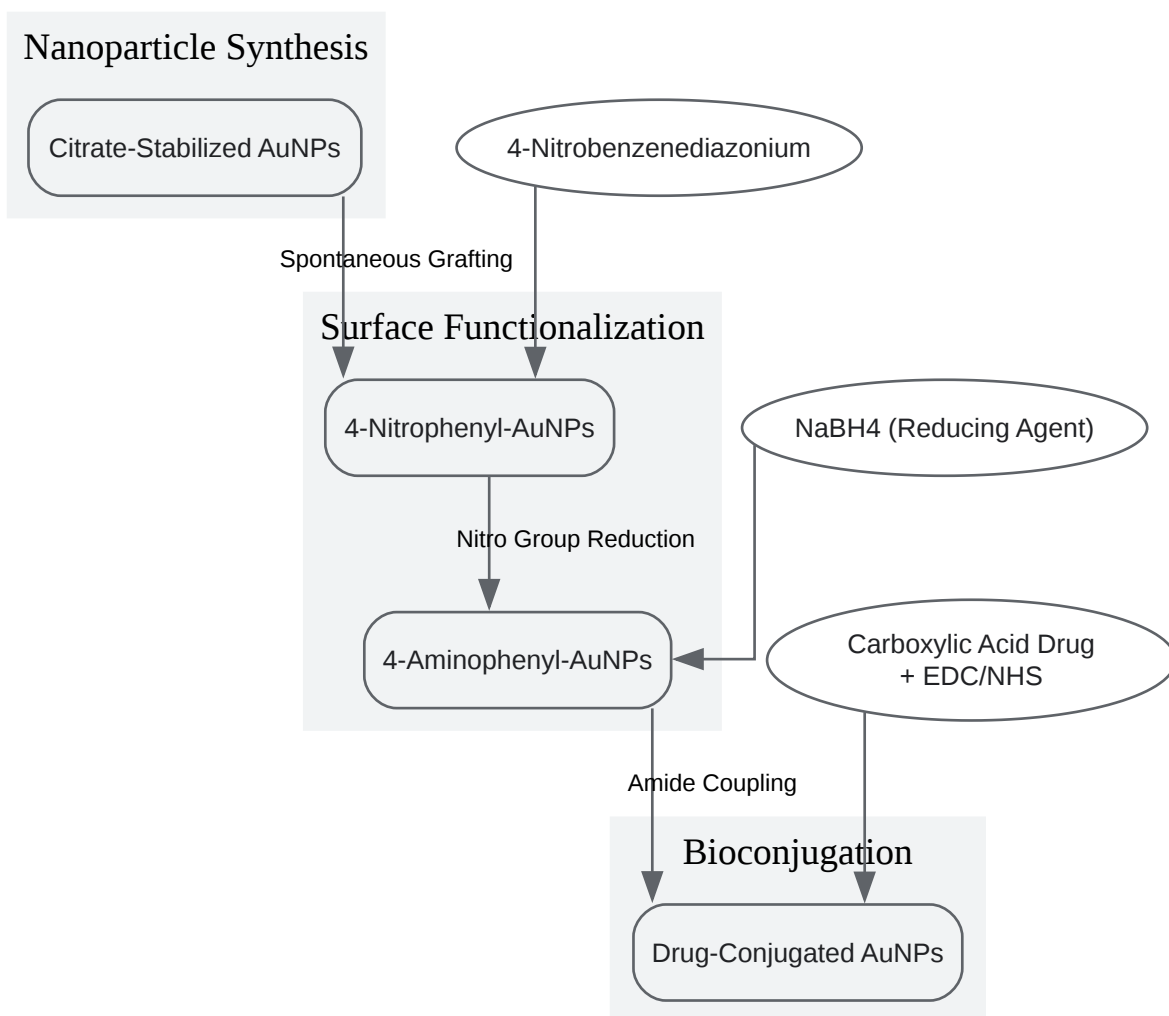 Nanoparticle Synthesis
Citrate-Stabilized AuNPs
4-Nitrobenzenediazonium
Spontaneous Grafting
Surface Functionalization
4-Nitrophenyl-AuNPs
NaBH4 (Reducing Agent)
Nitro Group Reduction
4-Aminophenyl-AuNPs
Carboxylic Acid Drug
+ EDC/NHS
Amide Coupling
Bioconjugation
Drug-Conjugated AuNPs